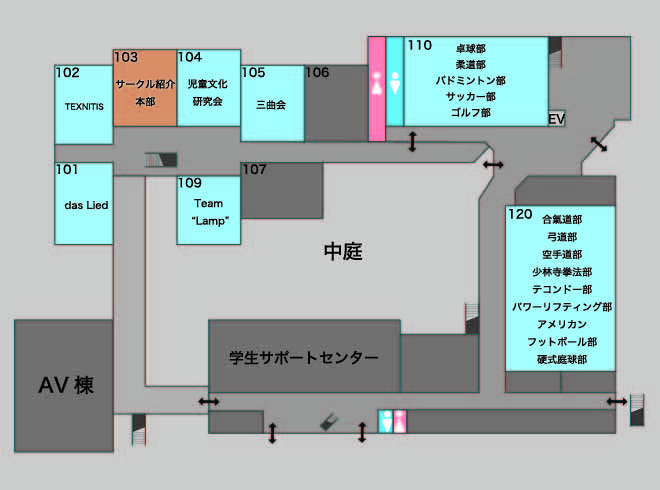 102
TEXNITIS
103
サークル紹介
本部
104
児童文化
研究会
105
三曲会
106
110
卓球部
柔道部
バドミントン部
サッカー部
ゴルフ部
EV
101
das Lied
109
Team
“Lamp”
107
中庭
120
合氣道部
弓道部
空手道部
少林寺拳法部
テコンドー部
パワーリフティング部
アメリカン
フットボール部
硬式庭球部
学生サポートセンター
AV棟